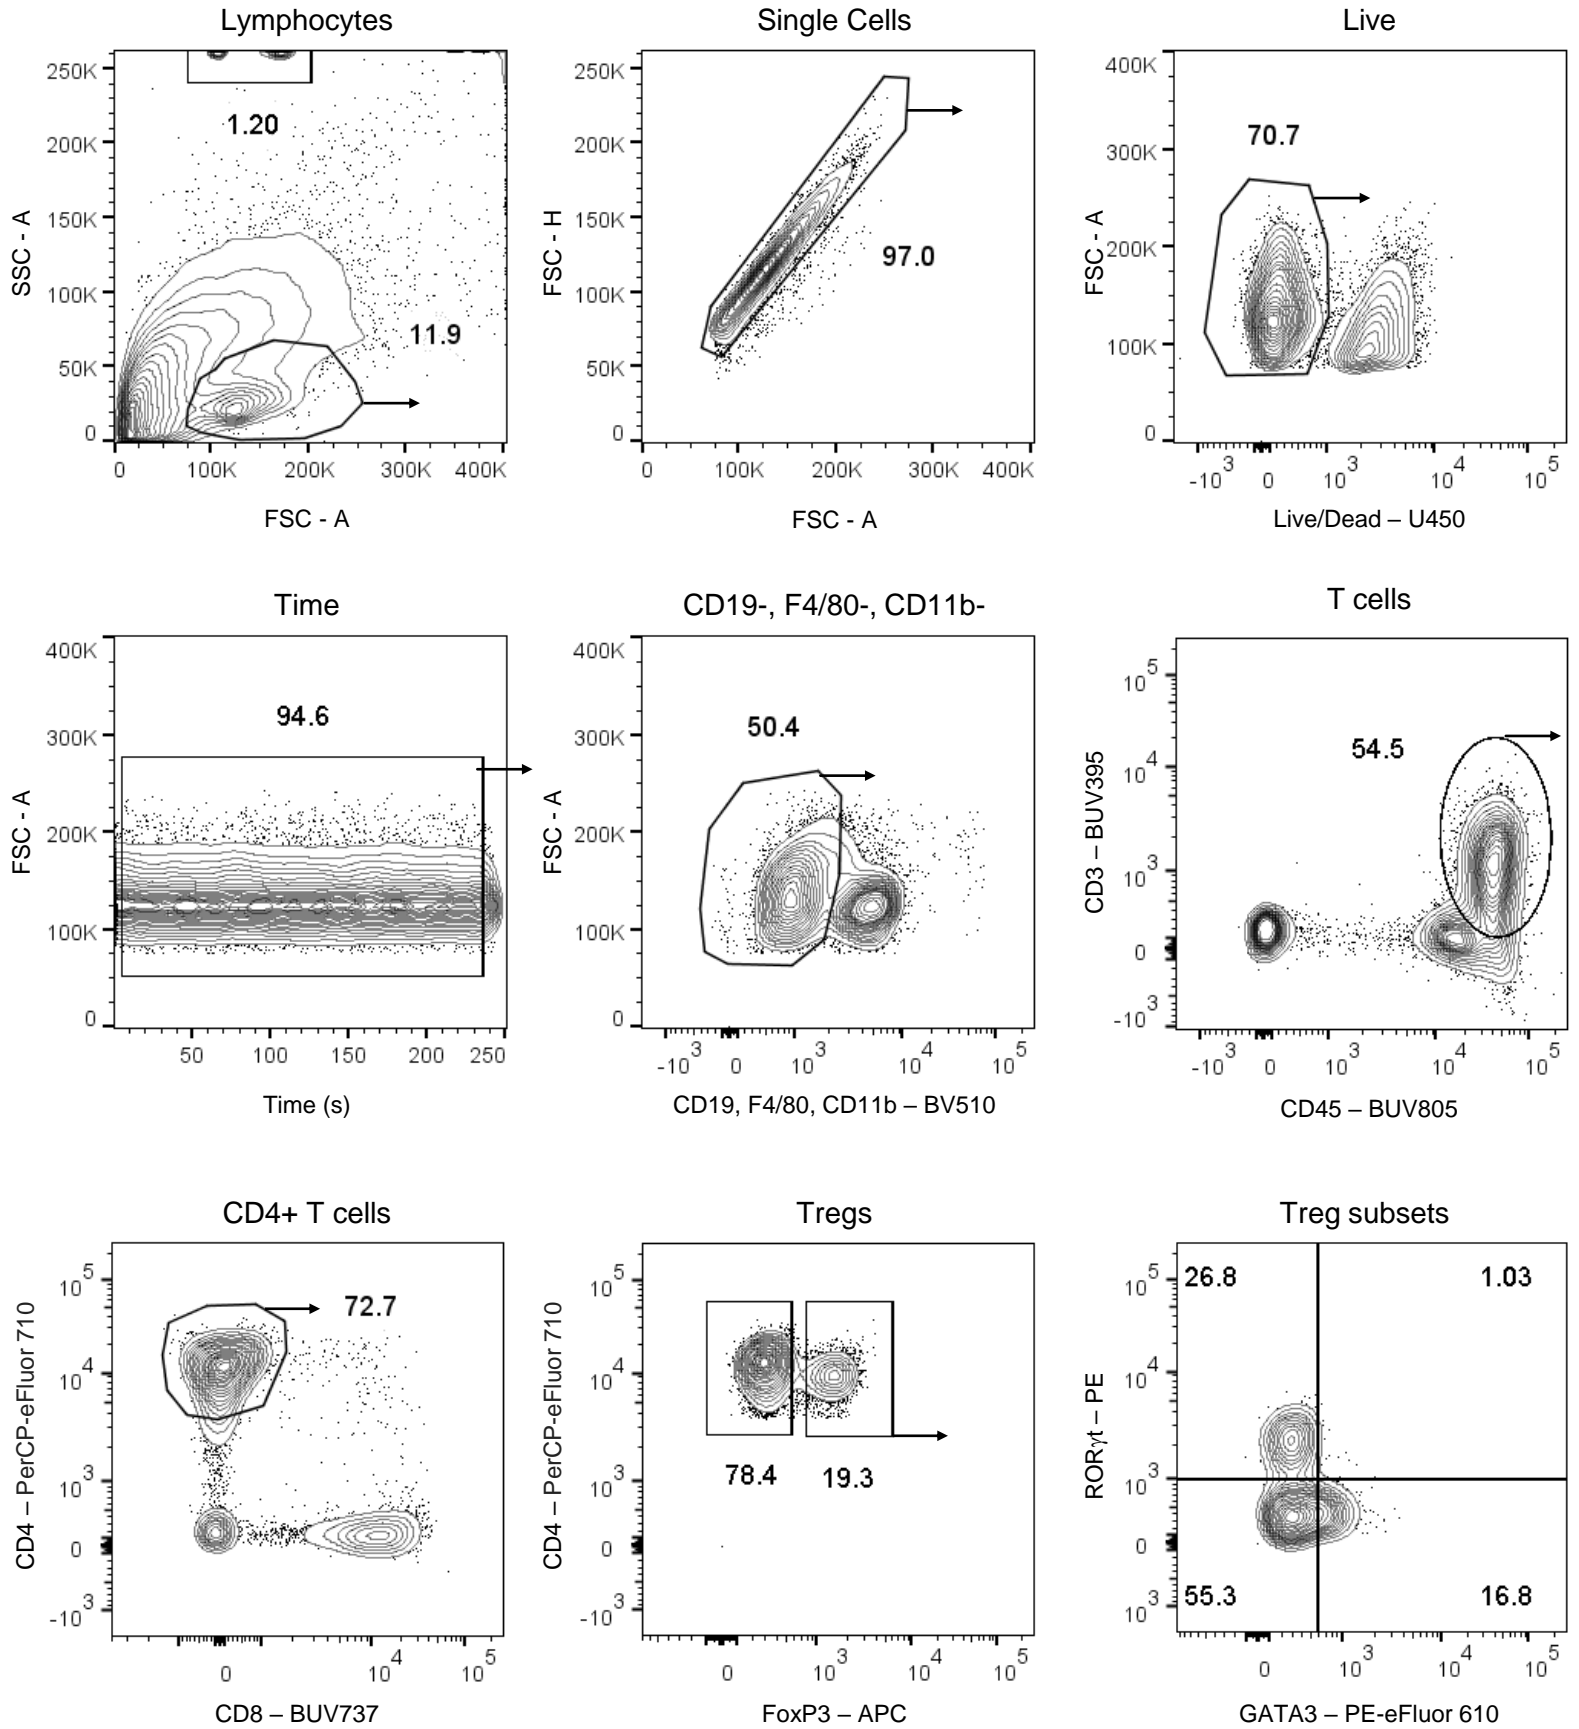 Lymphocytes
SSC - A
250K
200K
150K
100K
50K
0
1.20
11.9
0 100K 200K 300K 400K
FSC - A
Single Cells
FSC - H
250K
200K
150K
100K
50K
0
97.0
0 100K 200K 300K 400K
FSC - A
Live
FSC - A
400K
300K
200K
100K
0
70.7
-10^3 0 10^3 10^4 10^5
Live/Dead – U450
Time
FSC - A
400K
300K
200K
100K
0
94.6
50 100 150 200 250
Time (s)
CD19-, F4/80-, CD11b-
FSC - A
400K
300K
200K
100K
0
50.4
-10^3 0 10^3 10^4 10^5
CD19, F4/80, CD11b – BV510
T cells
CD3 – BUV395
10^5
10^4
10^3
0
-10^3
54.5
-10^3 0 10^3 10^4 10^5
CD45 – BUV805
CD4+ T cells
CD4 – PerCP-eFluor 710
10^5
10^4
10^3
0
-10^3
72.7
0 10^4 10^5
CD8 – BUV737
Tregs
CD4 – PerCP-eFluor 710
10^5
10^4
10^3
0
-10^3
78.4 19.3
0 10^3 10^4 10^5
FoxP3 – APC
Treg subsets
RORγt – PE
10^5
10^4
10^3
0
10^3
26.8 1.03
55.3 16.8
0 10^3 10^4 10^5
GATA3 – PE-eFluor 610